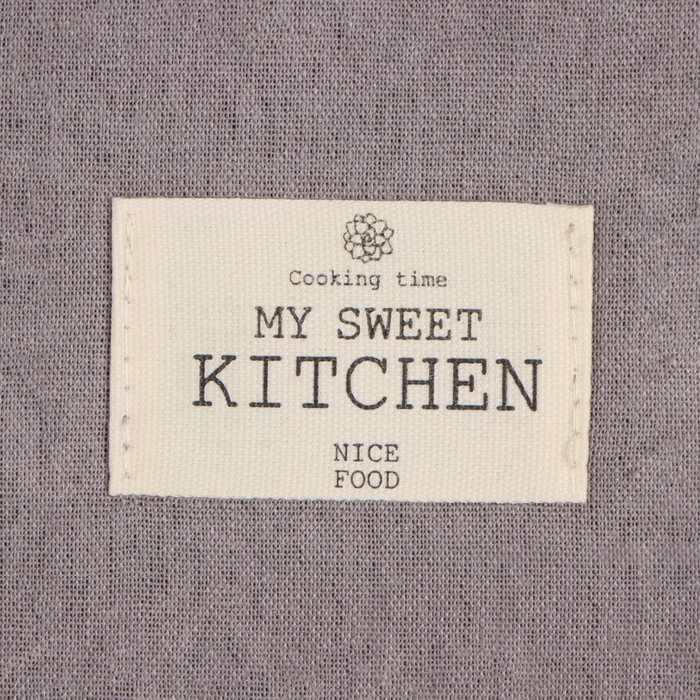 Cooking time
MY SWEET
KITCHEN
NICE
FOOD